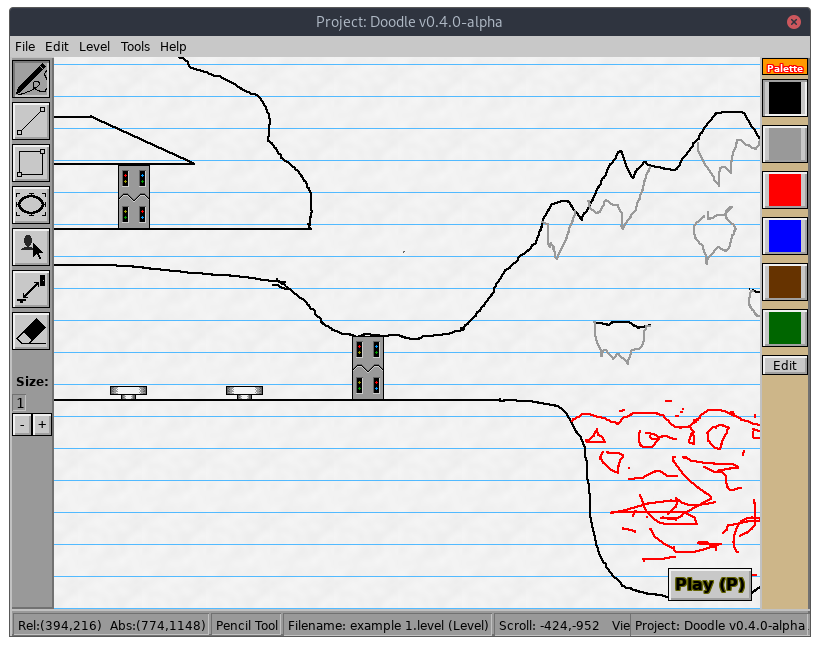 Project: Doodle v0.4.0-alpha
File Edit Level Tools Help
Palette
Edit
Size:
1
- +
Play (P)
Rel:(394,216) Abs:(774,1148) Pencil Tool Filename: example 1.level (Level) Scroll: -424,-952 Vie Project: Doodle v0.4.0-alpha